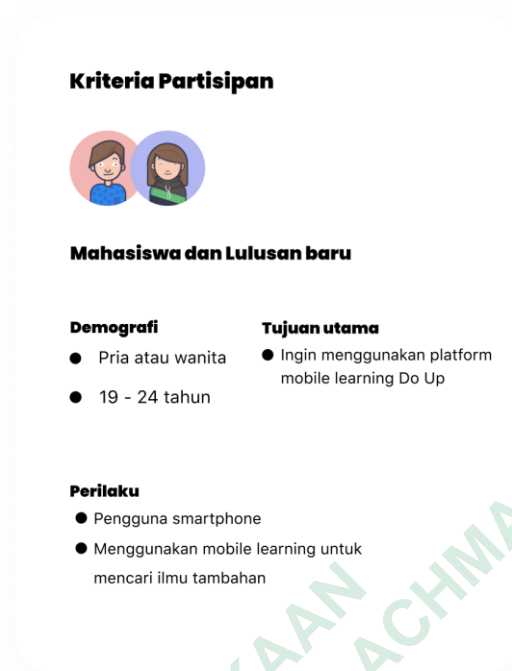 Kriteria Partisipan
Mahasiswa dan Lulusan baru
Demografi
● Pria atau wanita
● 19 - 24 tahun
Tujuan utama
● Ingin menggunakan platform
mobile learning Do Up
Perilaku
● Pengguna smartphone
● Menggunakan mobile learning untuk
mencari ilmu tambahan